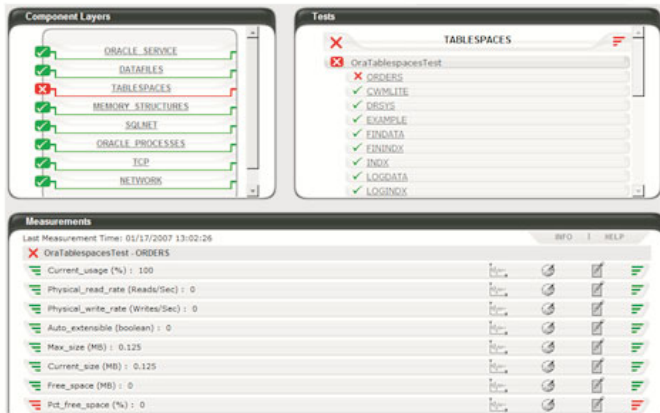 Component Layers
ORACLE_SERVICE
DATAFILES
TABLESPACES
MEMORY_STRUCTURES
SQLNET
ORACLE_PROCESSES
TCP
NETWORK
Tests
TABLESPACES
OraTablespacesTest
ORDERS
CWMLITE
DRSYS
EXAMPLE
FINDATA
FININDX
INDX
LOGDATA
LOGINDX
Measurements
Last Measurement Time: 01/17/2007 13:02:26
INFO | HELP
OraTablespacesTest - ORDERS
Current_usage (%) : 100
Physical_read_rate (Reads/Sec) : 0
Physical_write_rate (Writes/Sec) : 0
Auto_extensible (boolean) : 0
Max_size (MB) : 0.125
Current_size (MB) : 0.125
Free_space (MB) : 0
Pct_free_space (%) : 0